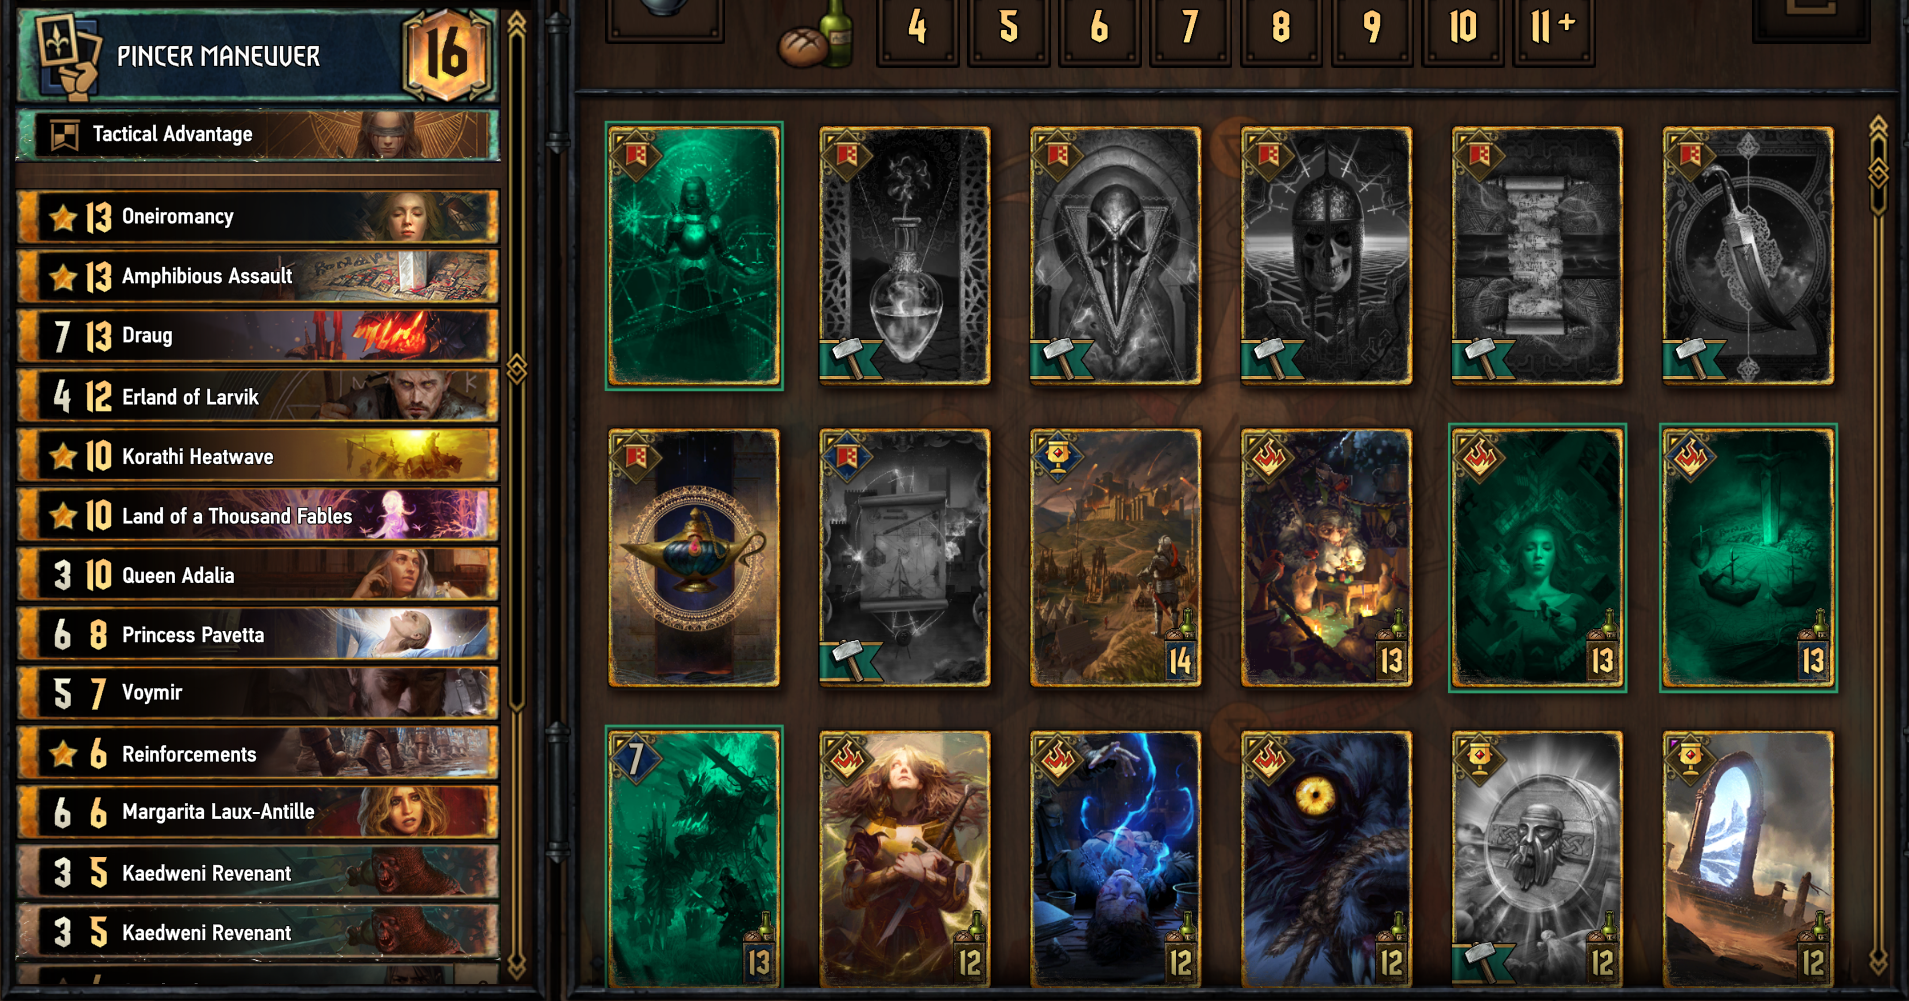 PINCER MANEUVER 16
Tactical Advantage
13 Oneiromancy
13 Amphibious Assault
7 13 Draug
4 12 Erland of Larvik
10 Korathi Heatwave
10 Land of a Thousand Fables
3 10 Queen Adalia
6 8 Princess Pavetta
5 7 Voymir
6 Reinforcements
6 6 Margarita Laux-Antille
3 5 Kaedweni Revenant
3 5 Kaedweni Revenant
4 5 6 7 8 9 10 11+
14 13 13 13
7
13 12 12 12 12 12